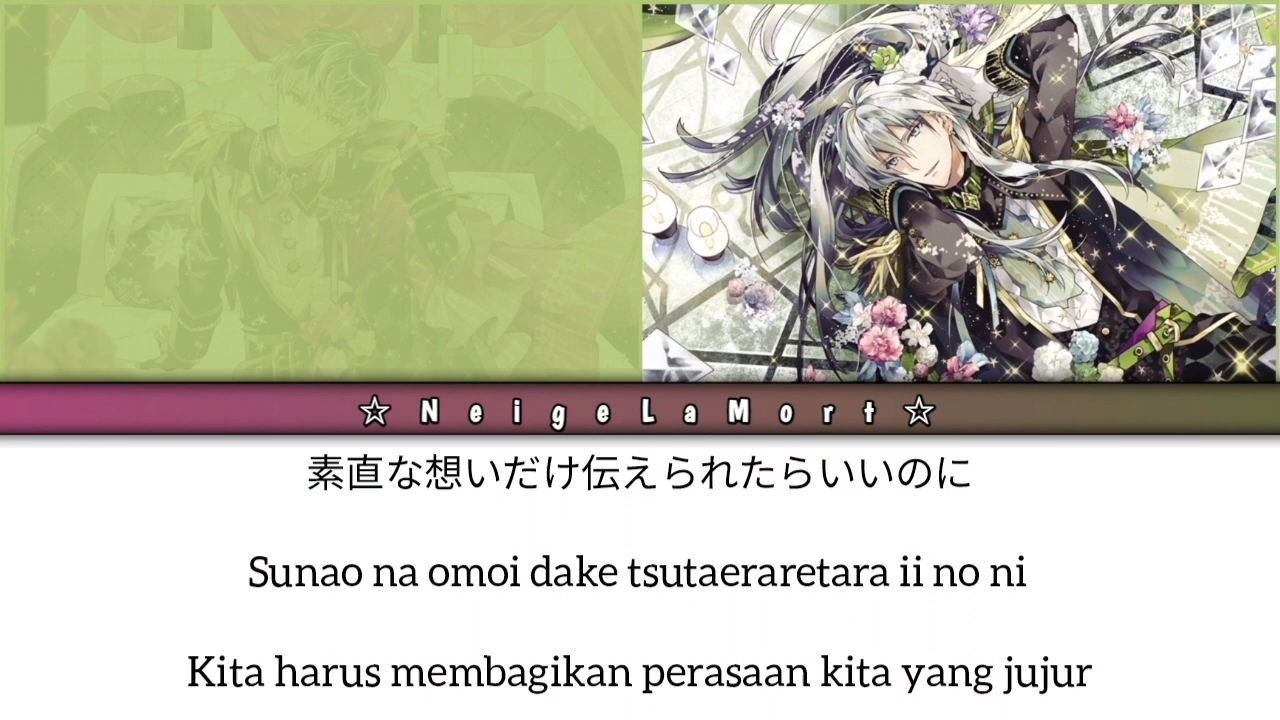 ☆ N e i g e L a M o r t ☆
素直な想いだけ伝えられたらいいのに
Sunao na omoi dake tsutaeraretara ii no ni
Kita harus membagikan perasaan kita yang jujur